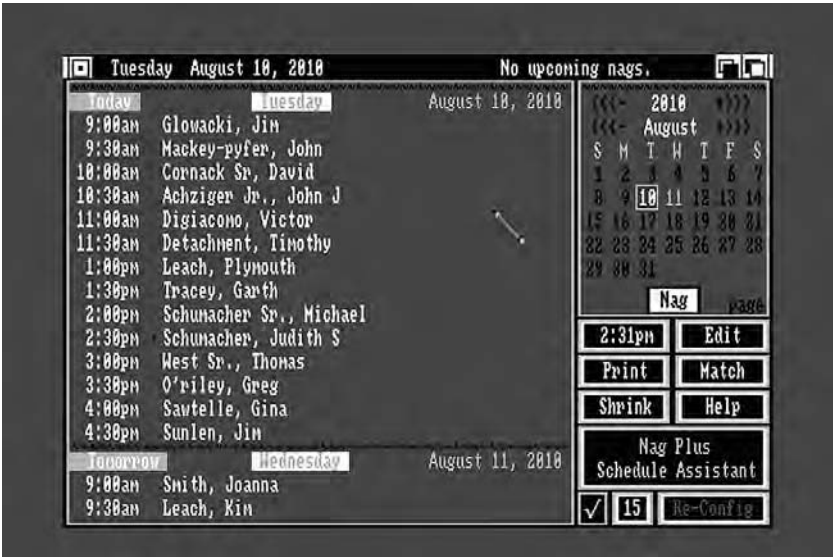 Tuesday August 10, 2010 No upcoming nags.
Today Tuesday August 10, 2010
9:00am Glowacki, Jim
9:30am Mackey-pyfer, John
10:00am Cornack Sr, David
10:30am Achziger Jr., John J
11:00am Digiacomo, Victor
11:30am Detachment, Timothy
1:00pm Leach, Plymouth
1:30pm Tracey, Garth
2:00pm Schumacher Sr., Michael
2:30pm Schumacher, Judith S
3:00pm West Sr., Thomas
3:30pm O'riley, Greg
4:00pm Sawtelle, Gina
4:30pm Sunlen, Jim
Tomorrow Wednesday August 11, 2010
9:00am Smith, Joanna
9:30am Leach, Kim
<<<- 2010 +>>>
<<<- August +>>>
S M T W T F S
1 2 3 4 5 6 7
8 9 10 11 12 13 14
15 16 17 18 19 20 21
22 23 24 25 26 27 28
29 30 31
Nag page
2:31pm Edit
Print Match
Shrink Help
Nag Plus
Schedule Assistant
15 Re-Config